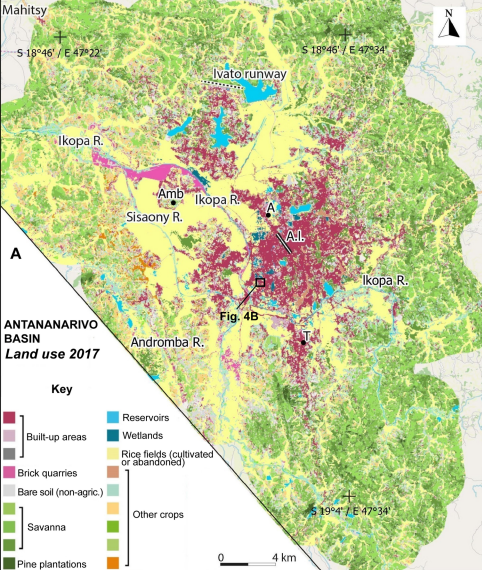 Mahitsy
N
S 18°46' / E 47°22'
S 18°46' / E 47°34'
Ivato runway
Ikopa R.
Amb
Ikopa R.
Sisaony R.
A
A.I.
A
Ikopa R.
Fig. 4B
ANTANANARIVO
BASIN
Land use 2017
Andromba R.
T
Key
Built-up areas
Brick quarries
Bare soil (non-agric.)
Savanna
Pine plantations
Reservoirs
Wetlands
Rice fields (cultivated
or abandoned)
Other crops
S 19°4' / E 47°34'
0 4 km